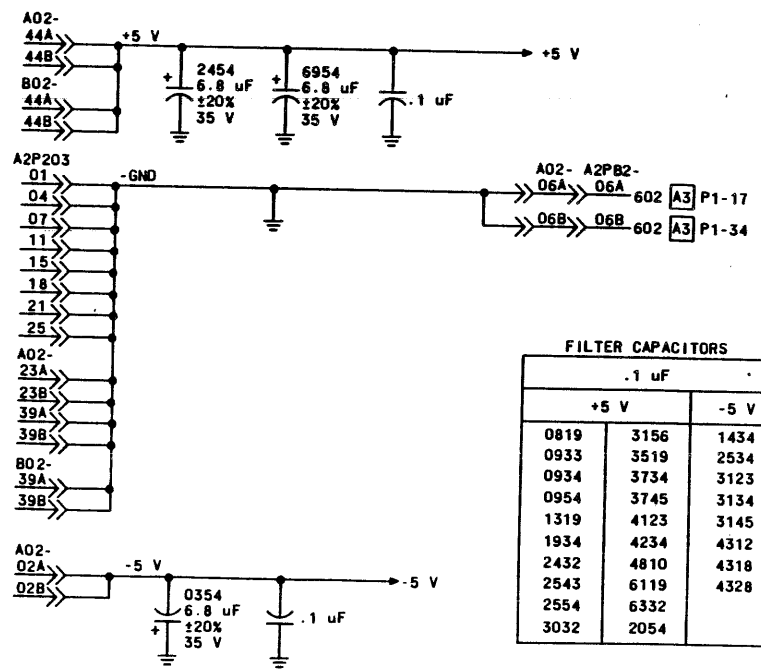 A02-
44A
44B
B02-
44A
44B
+5 V
+ 2454
6.8 uF
±20%
35 V
+ 6954
6.8 uF
±20%
35 V
.1 uF
+5 V
A2P203
01
04
07
11
15
18
21
25
A02-
23A
23B
39A
39B
B02-
39A
39B
-GND
A02- A2PB2-
06A 06A 602 A3 P1-17
06B 06B 602 A3 P1-34
A02-
02A
02B
-5 V
0354
6.8 uF
±20%
+ 35 V
.1 uF
-5 V
FILTER CAPACITORS
.1 uF
+5 V -5 V
0819 3156 1434
0933 3519 2534
0934 3734 3123
0954 3745 3134
1319 4123 3145
1934 4234 4312
2432 4810 4318
2543 6119 4328
2554 6332
3032 2054